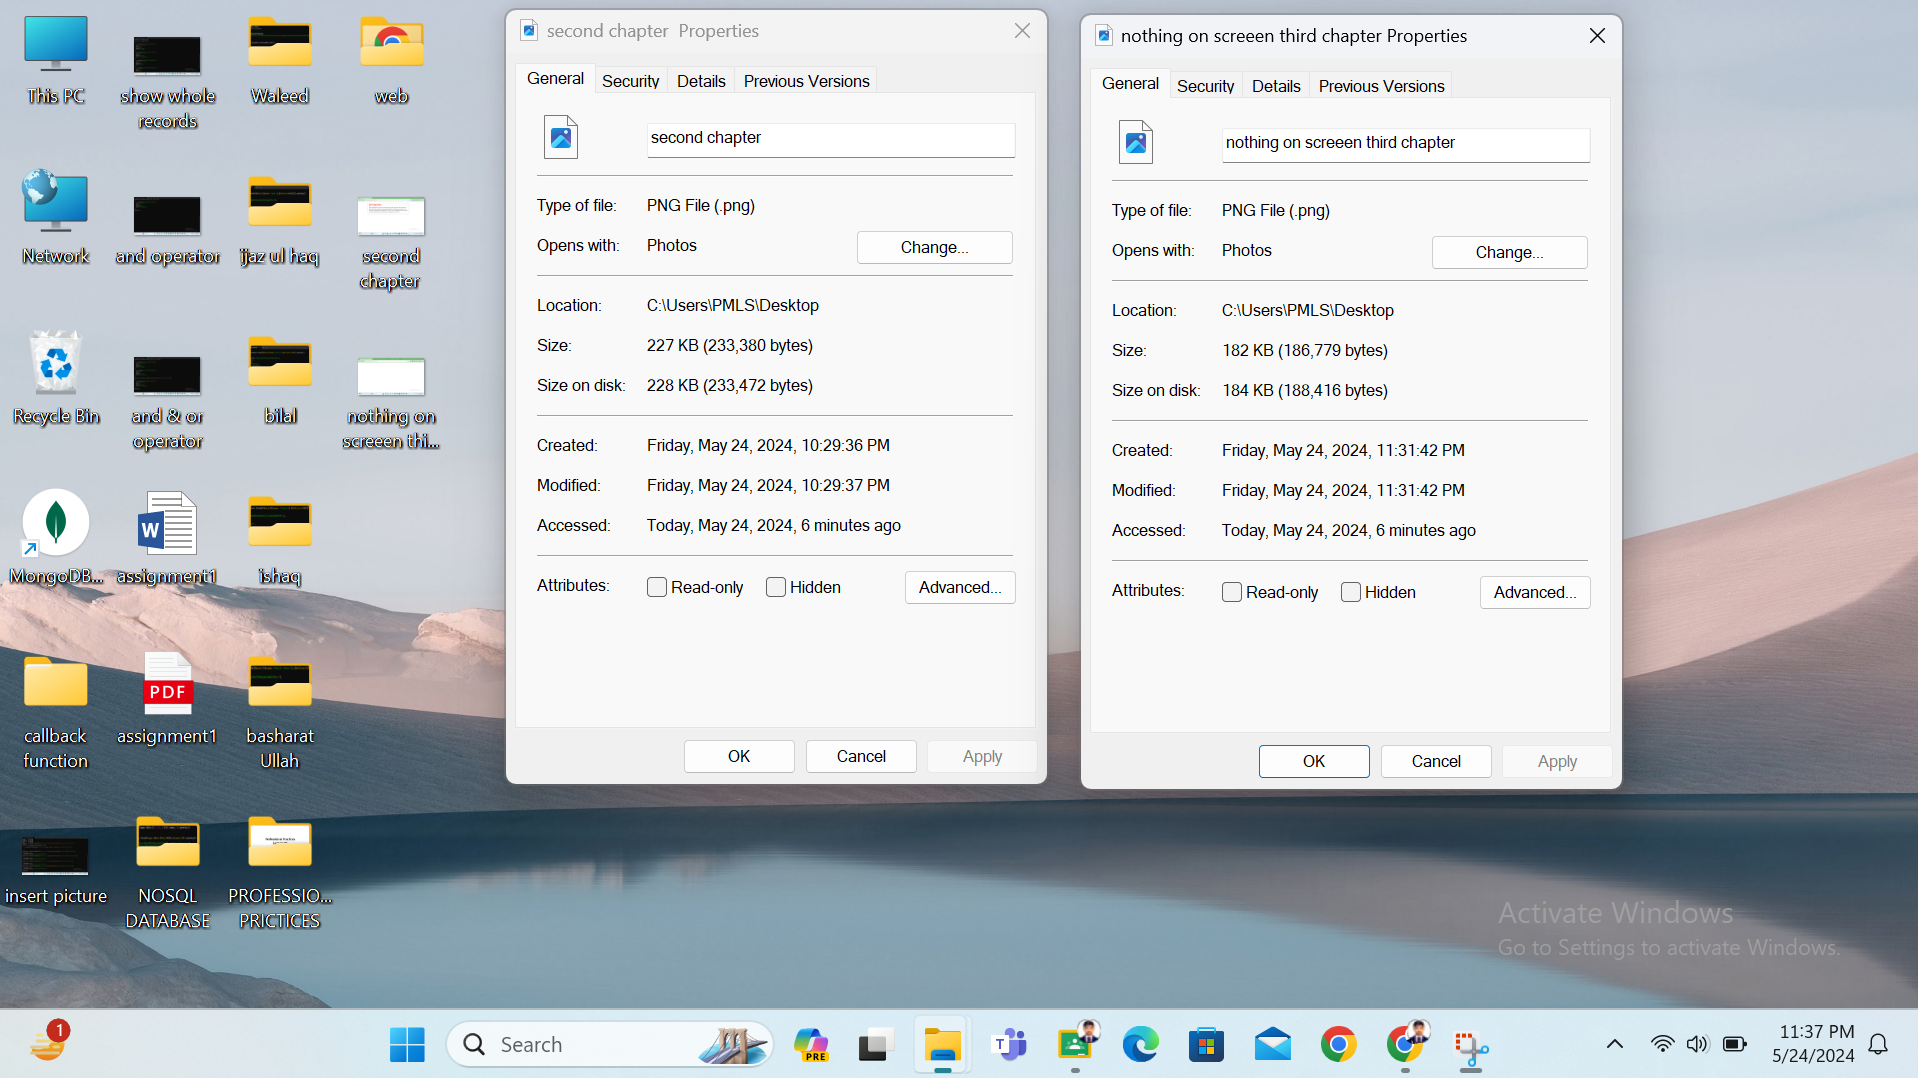 This PC
show whole
records
Waleed
web
Network
and operator
ijaz ul haq
second
chapter
Recycle Bin
and & or
operator
bilal
nothing on
screeen thi...
MongoDB...
W
assignment1
ishaq
callback
function
PDF
assignment1
basharat
Ullah
insert picture
NOSQL
DATABASE
PROFESSIO...
PRICTICES
second chapter  Properties
General
Security
Details
Previous Versions
second chapter
Type of file: PNG File (.png)
Opens with: Photos
Change...
Location: C:\Users\PMLS\Desktop
Size: 227 KB (233,380 bytes)
Size on disk: 228 KB (233,472 bytes)
Created: Friday, May 24, 2024, 10:29:36 PM
Modified: Friday, May 24, 2024, 10:29:37 PM
Accessed: Today, May 24, 2024, 6 minutes ago
Attributes: Read-only Hidden Advanced...
OK Cancel Apply
nothing on screeen third chapter Properties
General
Security
Details
Previous Versions
nothing on screeen third chapter
Type of file: PNG File (.png)
Opens with: Photos
Change...
Location: C:\Users\PMLS\Desktop
Size: 182 KB (186,779 bytes)
Size on disk: 184 KB (188,416 bytes)
Created: Friday, May 24, 2024, 11:31:42 PM
Modified: Friday, May 24, 2024, 11:31:42 PM
Accessed: Today, May 24, 2024, 6 minutes ago
Attributes: Read-only Hidden Advanced...
OK Cancel Apply
Activate Windows
Go to Settings to activate Windows.
1
Search
PRE
T
11:37 PM
5/24/2024